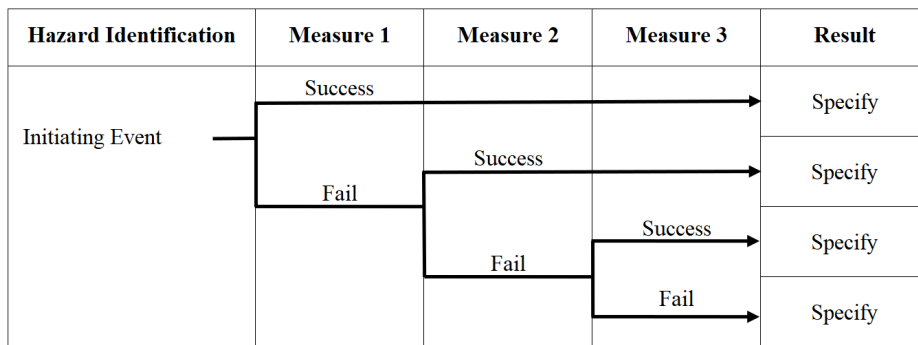 Hazard Identification Measure 1 Measure 2 Measure 3 Result
Success
Specify
Initiating Event
Success
Specify
Fail
Success
Specify
Fail
Fail
Specify